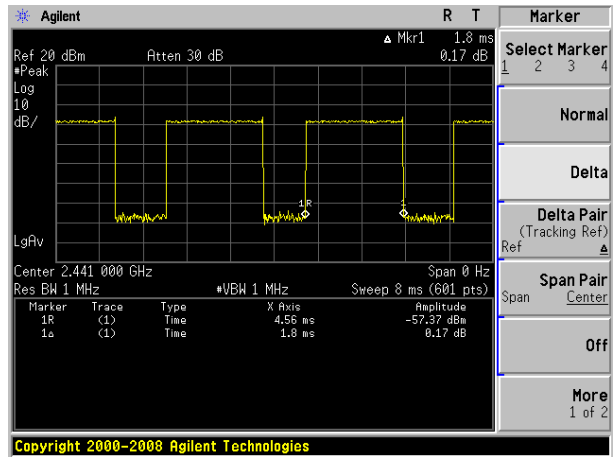 Agilent R T
Δ Mkr1 1.8 ms
Ref 20 dBm Atten 30 dB 0.17 dB
#Peak
Log
10
dB/
1R 1
LgAv
Center 2.441 000 GHz Span 0 Hz
Res BW 1 MHz #VBW 1 MHz Sweep 8 ms (601 pts)
Marker Trace Type X Axis Amplitude
1R (1) Time 4.56 ms -57.37 dBm
1Δ (1) Time 1.8 ms 0.17 dB
Copyright 2000-2008 Agilent Technologies
Marker
Select Marker
1 2 3 4
Normal
Delta
Delta Pair
(Tracking Ref)
Ref Δ
Span Pair
Span Center
Off
More
1 of 2